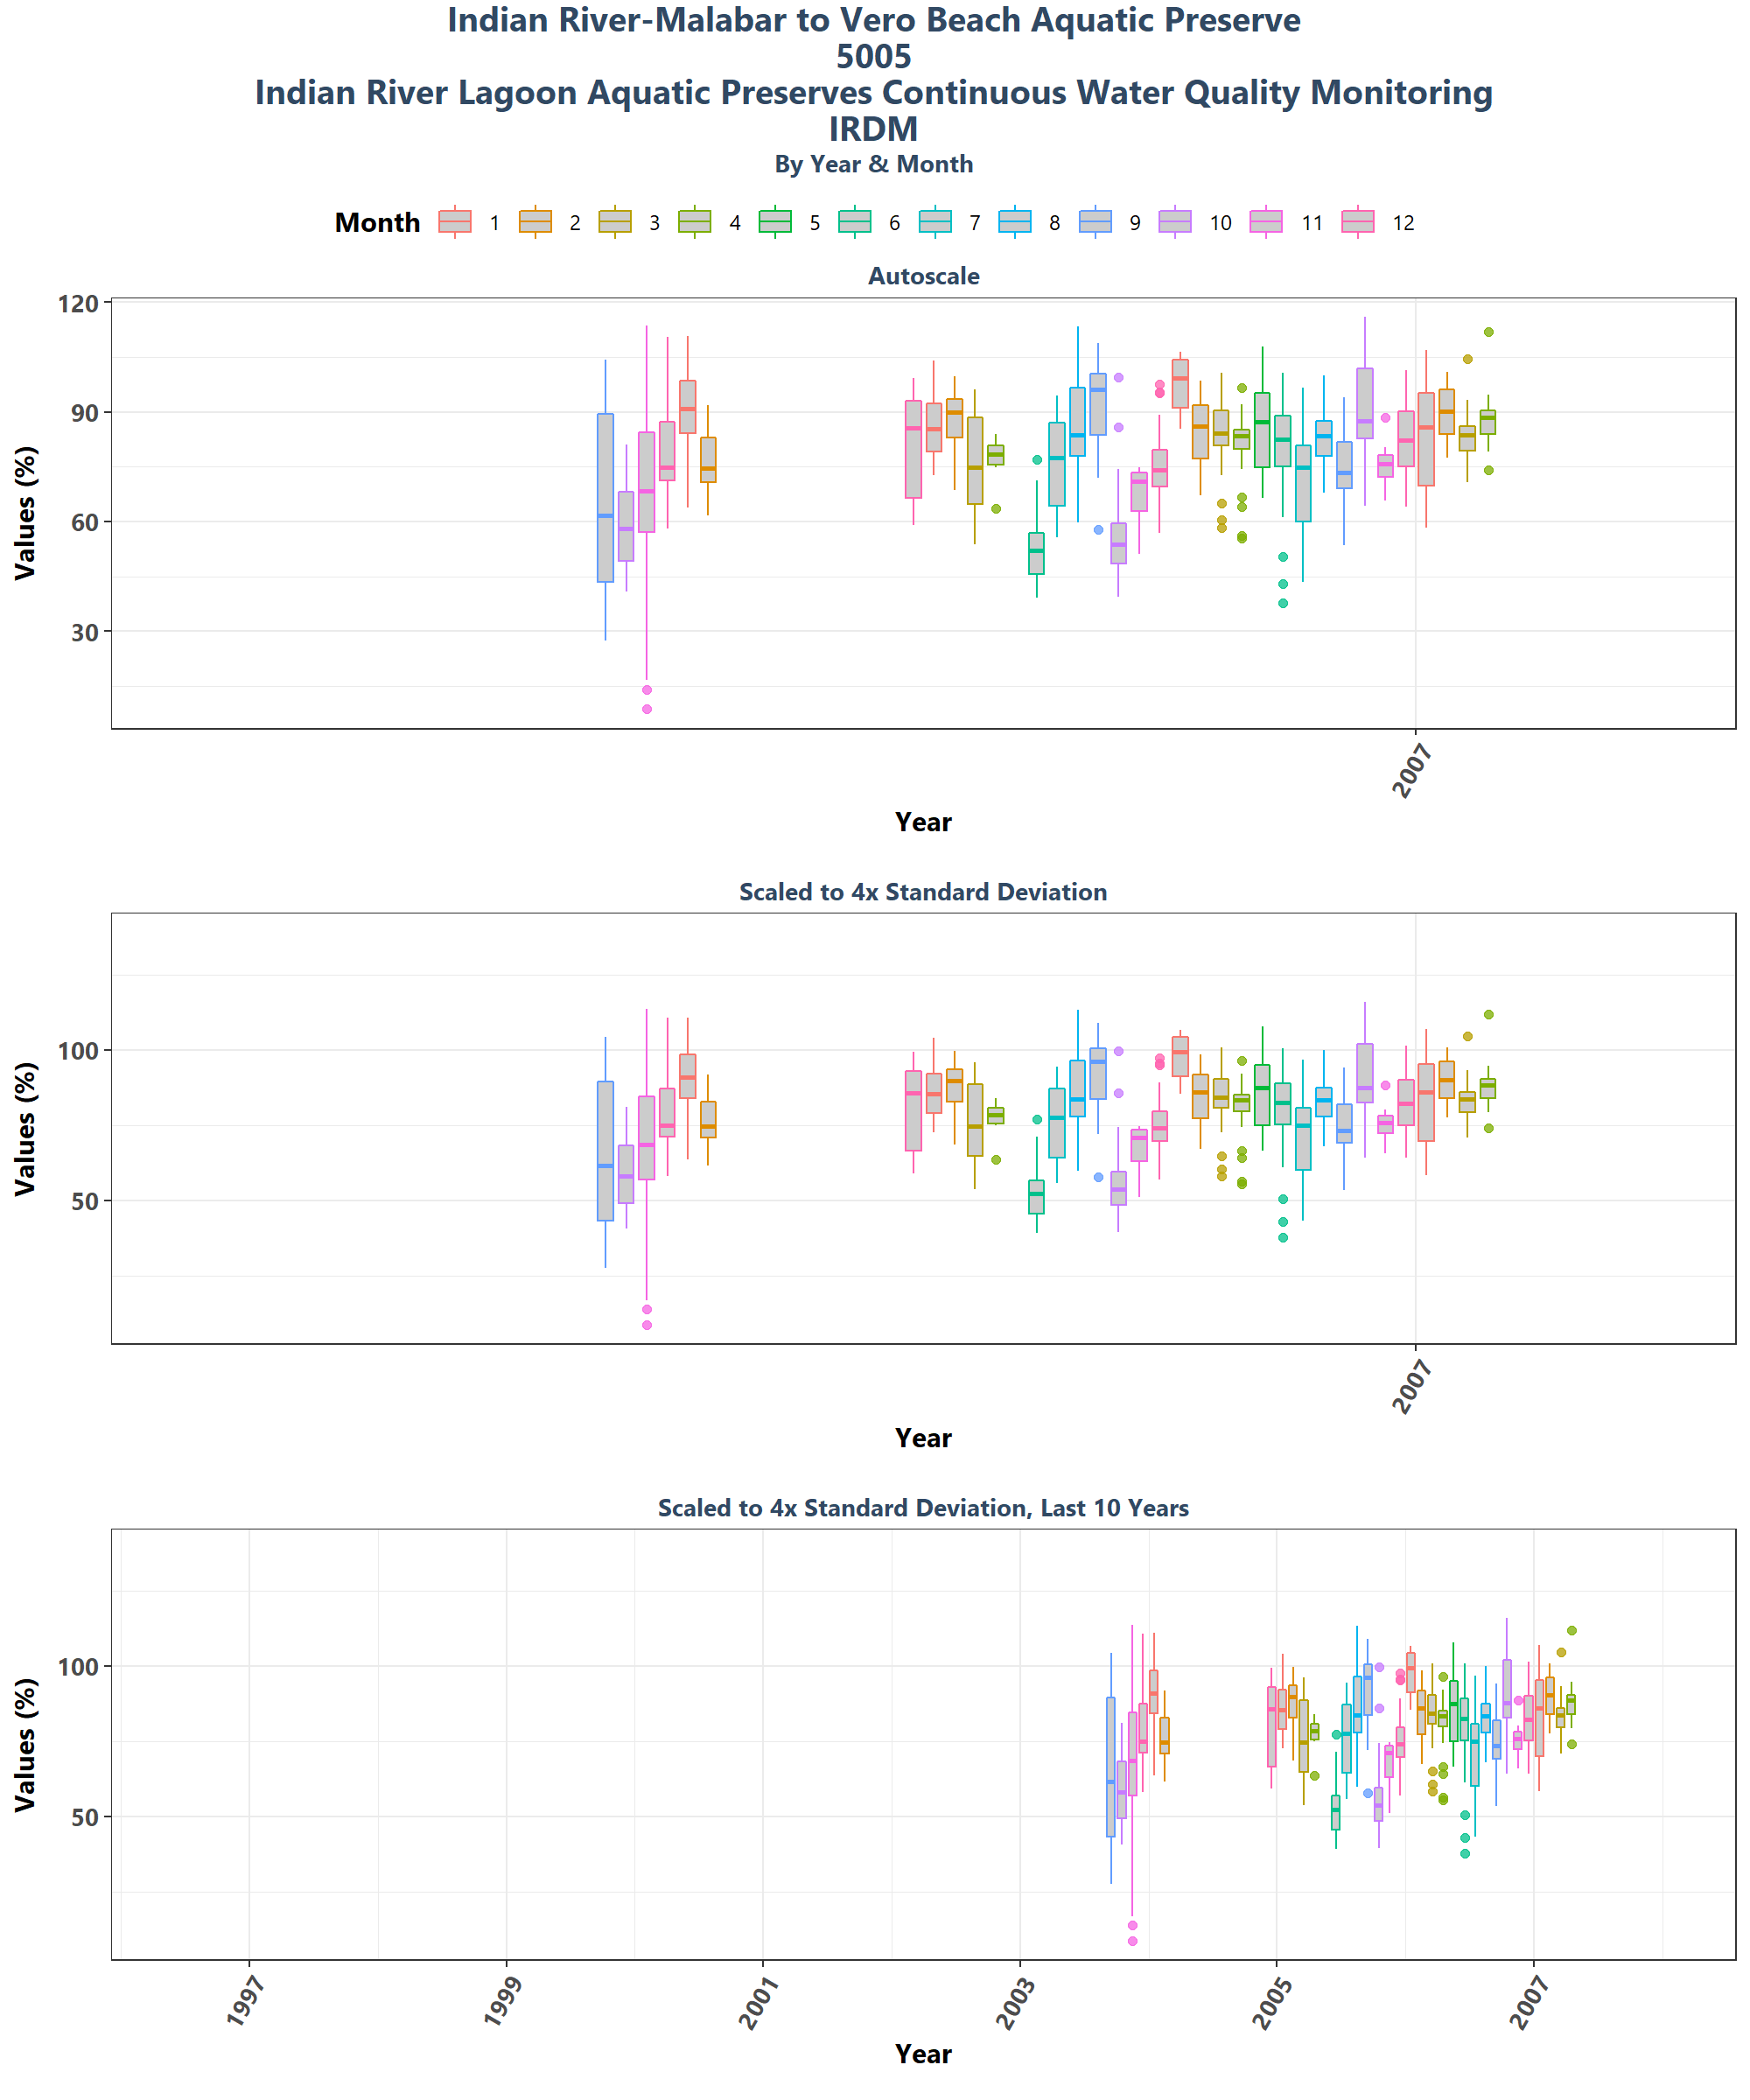 Indian River-Malabar to Vero Beach Aquatic Preserve
5005
Indian River Lagoon Aquatic Preserves Continuous Water Quality Monitoring
IRDM
By Year & Month
Month 1 2 3 4 5 6 7 8 9 10 11 12
Autoscale
Values (%)
120
90
60
30
2007
Year
Scaled to 4x Standard Deviation
Values (%)
100
50
2007
Year
Scaled to 4x Standard Deviation, Last 10 Years
Values (%)
100
50
1997 1999 2001 2003 2005 2007
Year